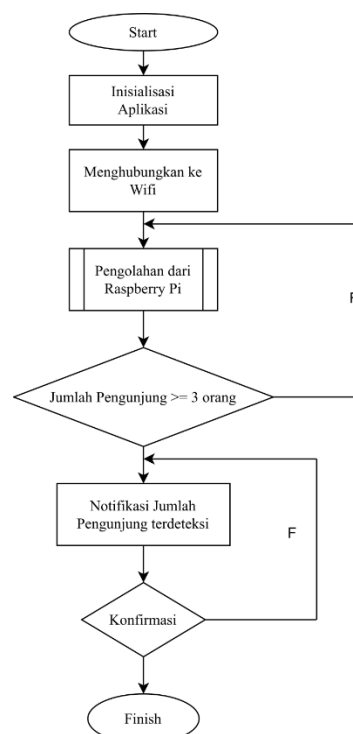 Start
Inisialisasi
Aplikasi
Menghubungkan ke
Wifi
Pengolahan dari
Raspberry Pi
F
Jumlah Pengunjung >= 3 orang
Notifikasi Jumlah
Pengunjung terdeteksi
F
Konfirmasi
Finish